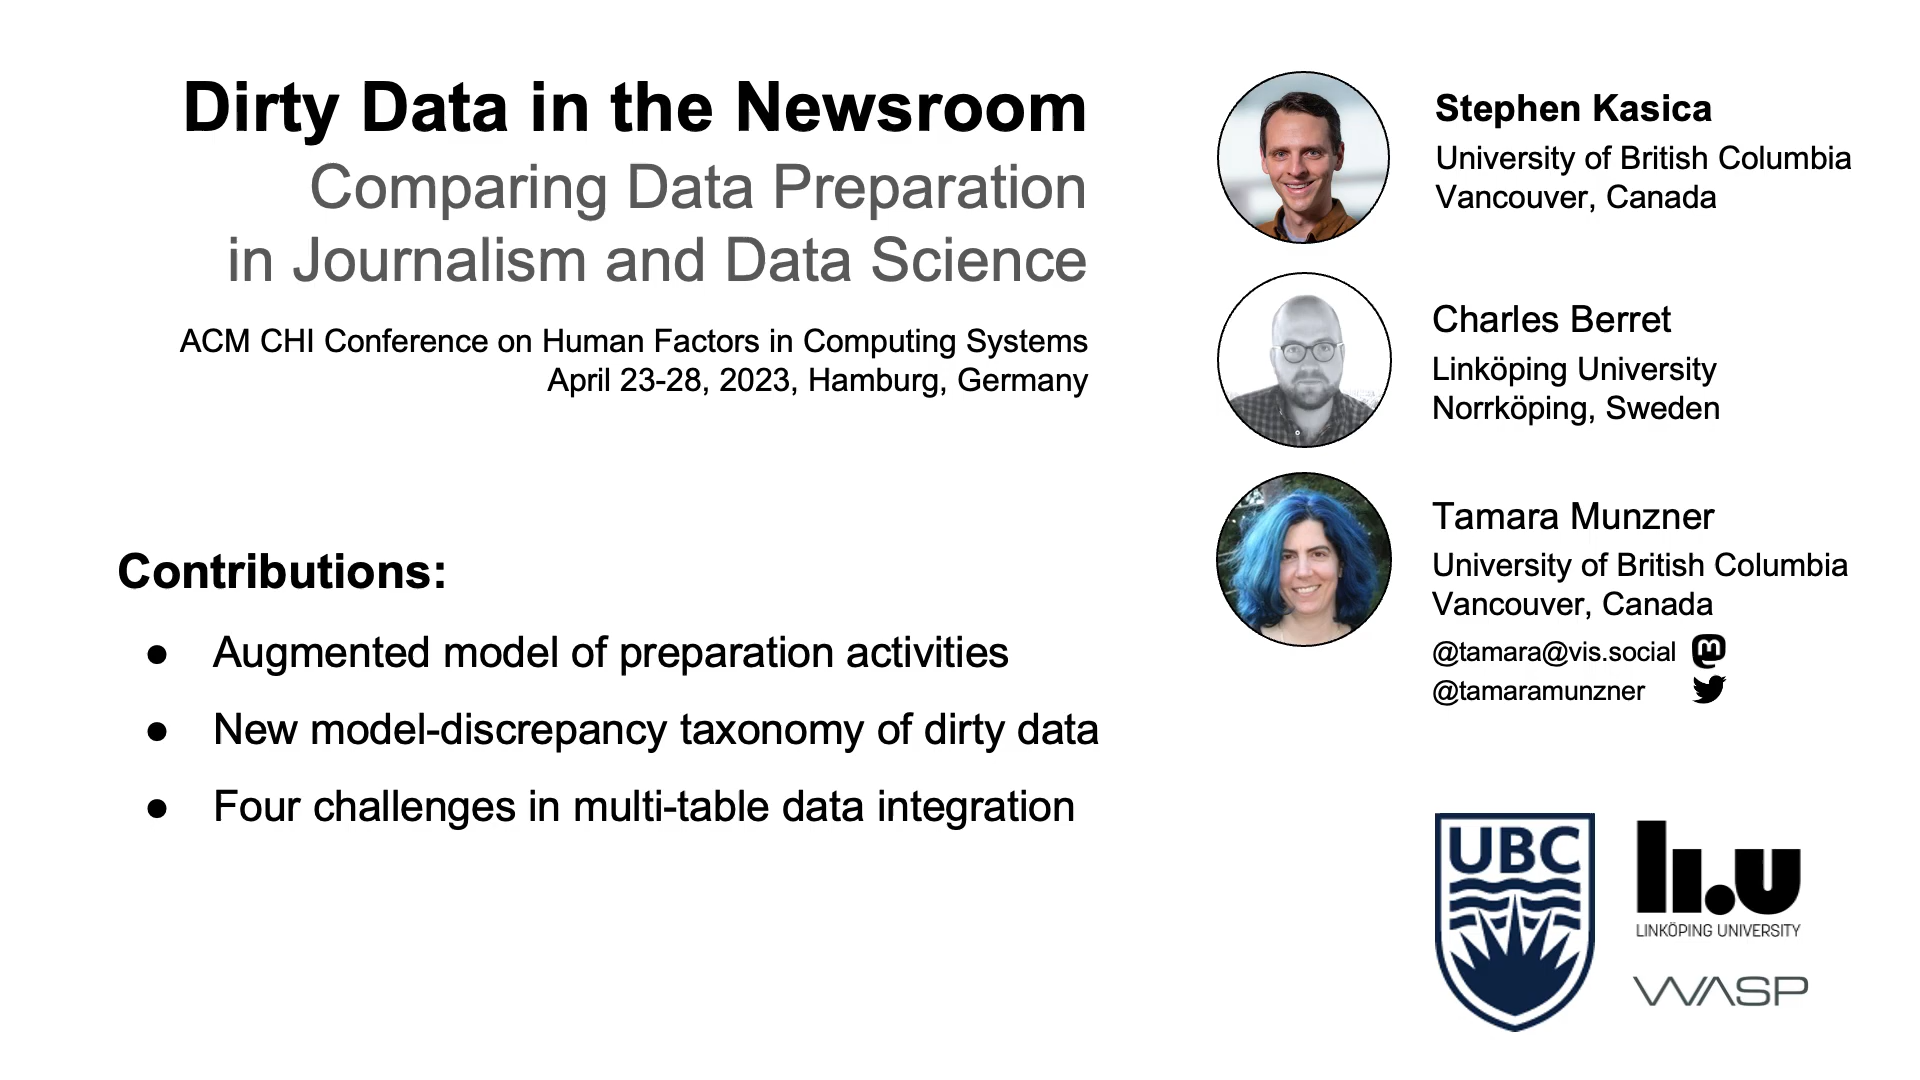 Dirty Data in the Newsroom
Comparing Data Preparation
in Journalism and Data Science
ACM CHI Conference on Human Factors in Computing Systems
April 23-28, 2023, Hamburg, Germany
Contributions:
● Augmented model of preparation activities
● New model-discrepancy taxonomy of dirty data
● Four challenges in multi-table data integration
Stephen Kasica
University of British Columbia
Vancouver, Canada
Charles Berret
Linköping University
Norrköping, Sweden
Tamara Munzner
University of British Columbia
Vancouver, Canada
@tamara@vis.social
@tamaramunzner
UBC
li.u
LINKÖPING UNIVERSITY
WASP